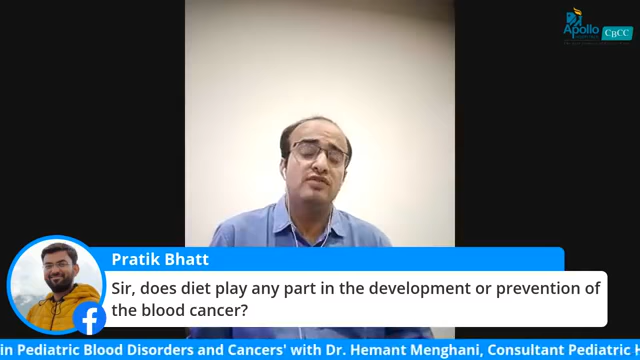 Apollo
CBCC
Pratik Bhatt
Sir, does diet play any part in the development or prevention of
the blood cancer?
in Pediatric Blood Disorders and Cancers' with Dr. Hemant Menghani, Consultant Pediatric H